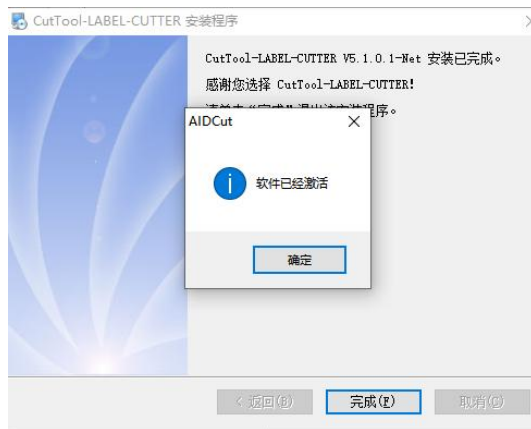 CutTool-LABEL-CUTTER 安装程序
CutTool-LABEL-CUTTER V5.1.0.1-Net 安装已完成。
感谢您选择 CutTool-LABEL-CUTTER!
序。
AIDCut
软件已经激活
确定
< 返回(B)
完成(F)
取消(C)